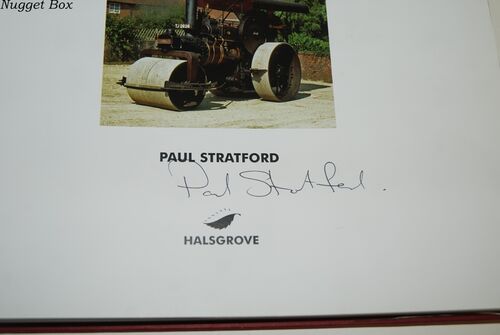 Nugget Box
PAUL STRATFORD
Paul Stratford.
HALSGROVE